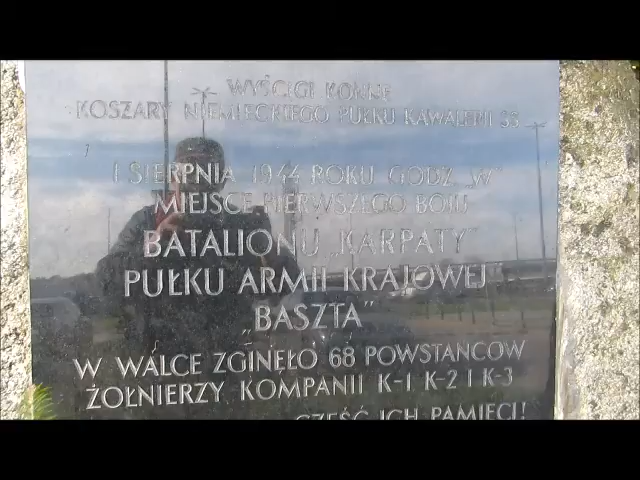 WYŚCIGI KONNE
KOSZARY NIEMIECKIEGO PUŁKU KAWALERII SS
1 SIERPNIA 1944 ROKU GODZ. „W"
MIEJSCE PIERWSZEGO BOJU
BATALIONU „KARPATY"
PUŁKU ARMII KRAJOWEJ
„BASZTA"
W WALCE ZGINĘŁO 68 POWSTAŃCÓW
ŻOŁNIERZY KOMPANII K-1 K-2 I K-3
CZEŚĆ ICH PAMIĘCI!